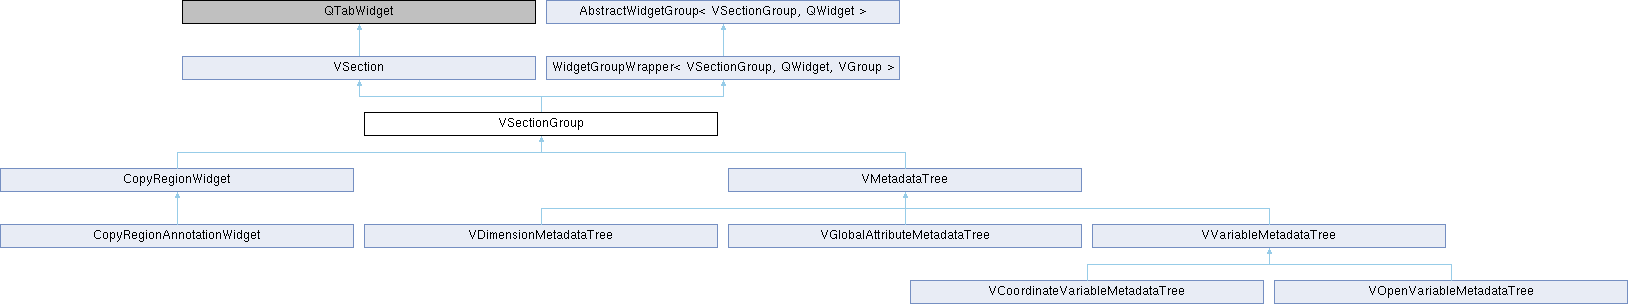 QTabWidget
AbstractWidgetGroup< VSectionGroup, QWidget >
VSection
WidgetGroupWrapper< VSectionGroup, QWidget, VGroup >
VSectionGroup
CopyRegionWidget
VMetadataTree
CopyRegionAnnotationWidget
VDimensionMetadataTree
VGlobalAttributeMetadataTree
VVariableMetadataTree
VCoordinateVariableMetadataTree
VOpenVariableMetadataTree